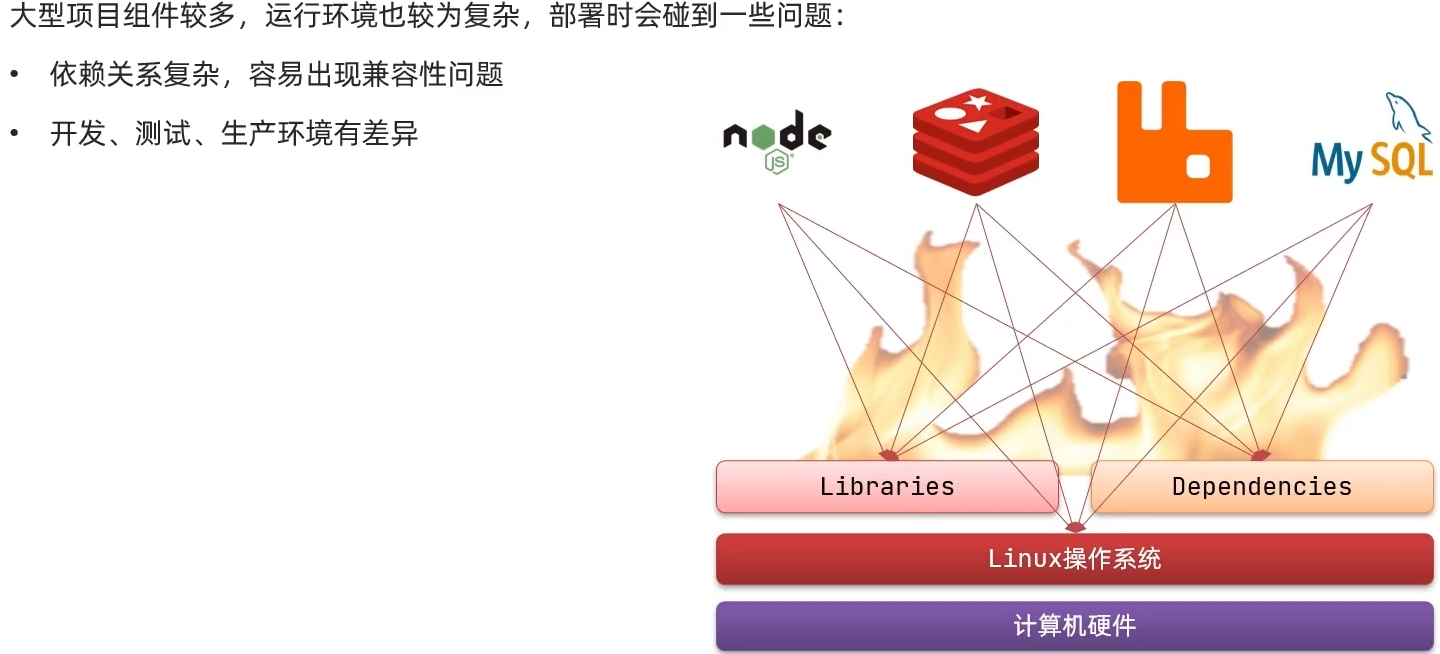 大型项目组件较多，运行环境也较为复杂，部署时会碰到一些问题：
• 依赖关系复杂，容易出现兼容性问题
• 开发、测试、生产环境有差异
node
JS
MySQL
Libraries
Dependencies
Linux操作系统
计算机硬件